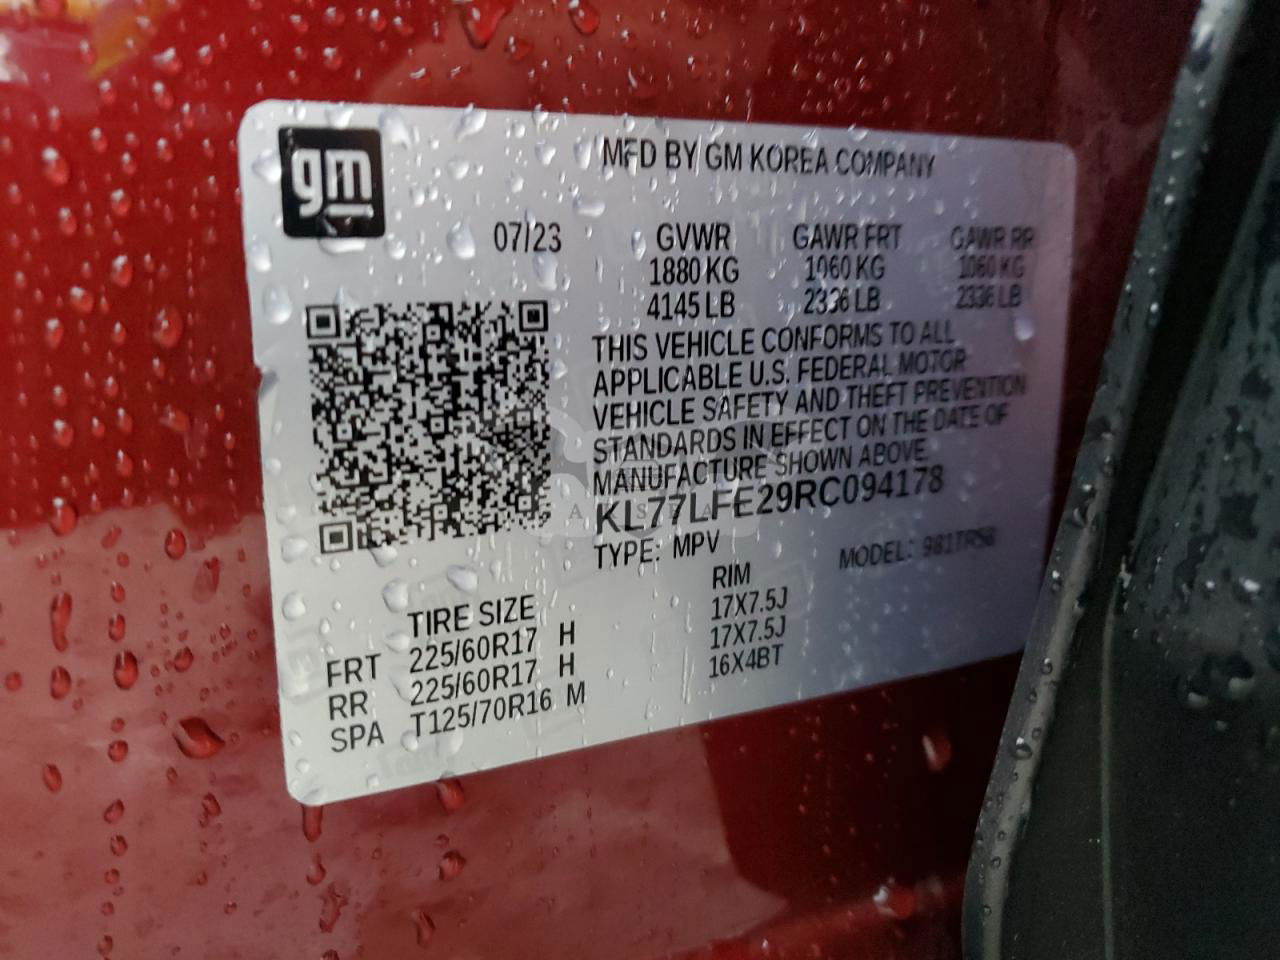 gm
MFD BY GM KOREA COMPANY
07/23 GVWR GAWR FRT GAWR RR
1880 KG 1060 KG 1060 KG
4145 LB 2336 LB 2336 LB
THIS VEHICLE CONFORMS TO ALL
APPLICABLE U.S. FEDERAL MOTOR
VEHICLE SAFETY AND THEFT PREVENTION
STANDARDS IN EFFECT ON THE DATE OF
MANUFACTURE SHOWN ABOVE.
KL77LFE29RC094178
TYPE: MPV MODEL: 981TR58
TIRE SIZE RIM
FRT 225/60R17 H 17X7.5J
RR 225/60R17 H 17X7.5J
SPA T125/70R16 M 16X4BT